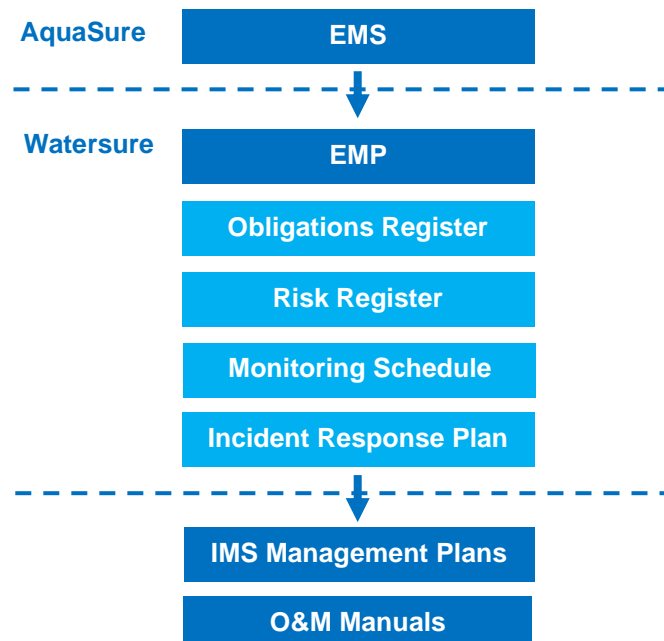 AquaSure
EMS
Watersure
EMP
Obligations Register
Risk Register
Monitoring Schedule
Incident Response Plan
IMS Management Plans
O&M Manuals